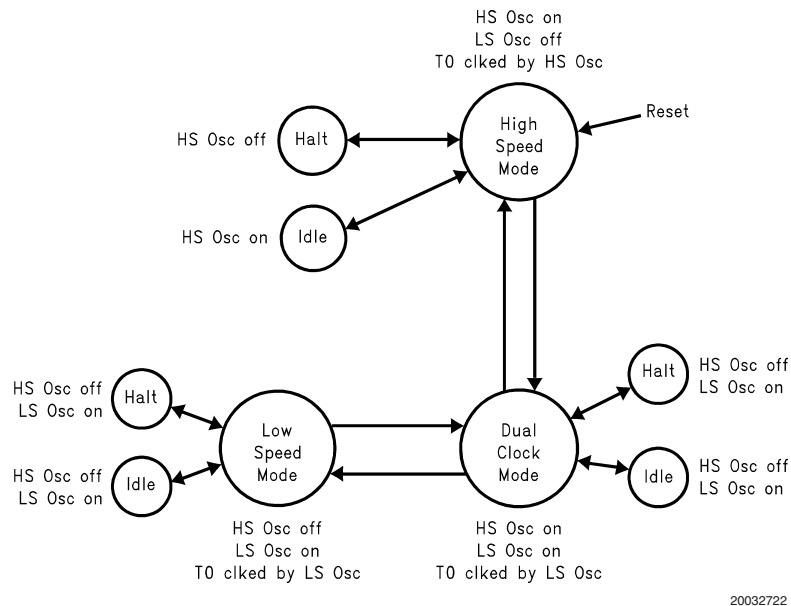 HS Osc on
LS Osc off
T0 clked by HS Osc
High
Speed
Mode
Reset
HS Osc off
Halt
HS Osc on
Idle
HS Osc off
LS Osc on
Halt
HS Osc off
LS Osc on
Idle
Low
Speed
Mode
HS Osc off
LS Osc on
T0 clked by LS Osc
Dual
Clock
Mode
HS Osc on
LS Osc on
T0 clked by LS Osc
Halt
HS Osc off
LS Osc on
Idle
HS Osc off
LS Osc on
20032722